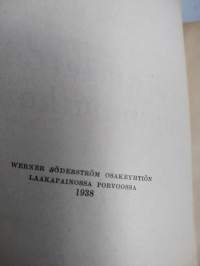 WERNER SÖDERSTRÖM OSAKEYHTIÖN
LAAKAPAINOSSA PORVOOSSA
1938